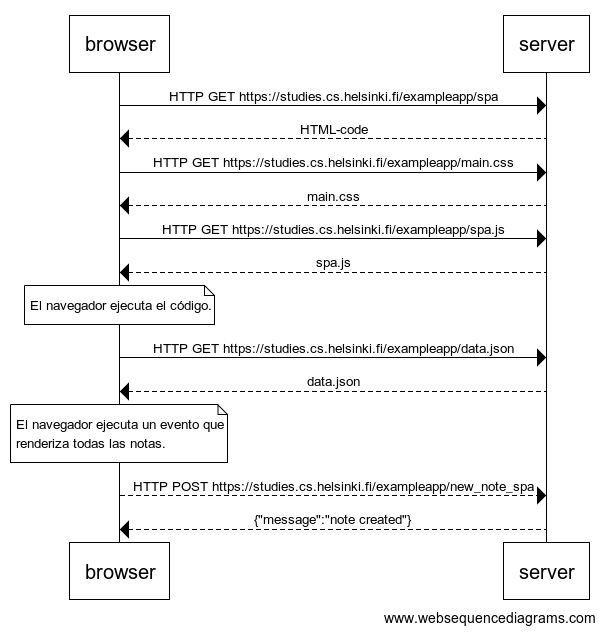 browser
server
HTTP GET https://studies.cs.helsinki.fi/exampleapp/spa
HTML-code
HTTP GET https://studies.cs.helsinki.fi/exampleapp/main.css
main.css
HTTP GET https://studies.cs.helsinki.fi/exampleapp/spa.js
spa.js
El navegador ejecuta el código.
HTTP GET https://studies.cs.helsinki.fi/exampleapp/data.json
data.json
El navegador ejecuta un evento que
renderiza todas las notas.
HTTP POST https://studies.cs.helsinki.fi/exampleapp/new_note_spa
{"message":"note created"}
browser
server
www.websequencediagrams.com